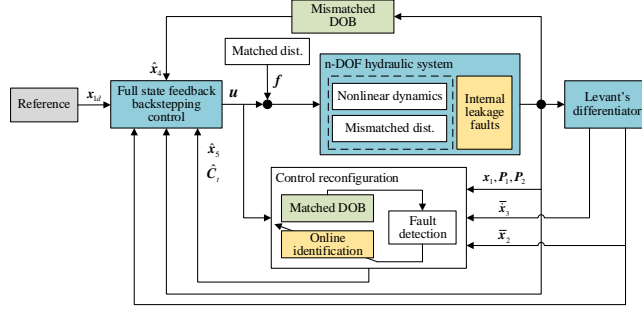 Mismatched DOB
Matched dist.
n-DOF hydraulic system
x̂₄
Reference
x₁d
Full state feedback
backstepping
control
u
f
Nonlinear dynamics
Mismatched dist.
Internal
leakage
faults
Levant's
differentiator
x̂₅
Ĉₜ
Control reconfiguration
Matched DOB
Online
identification
Fault
detection
x₁, P₁, P₂
x̅₃
x̅₂